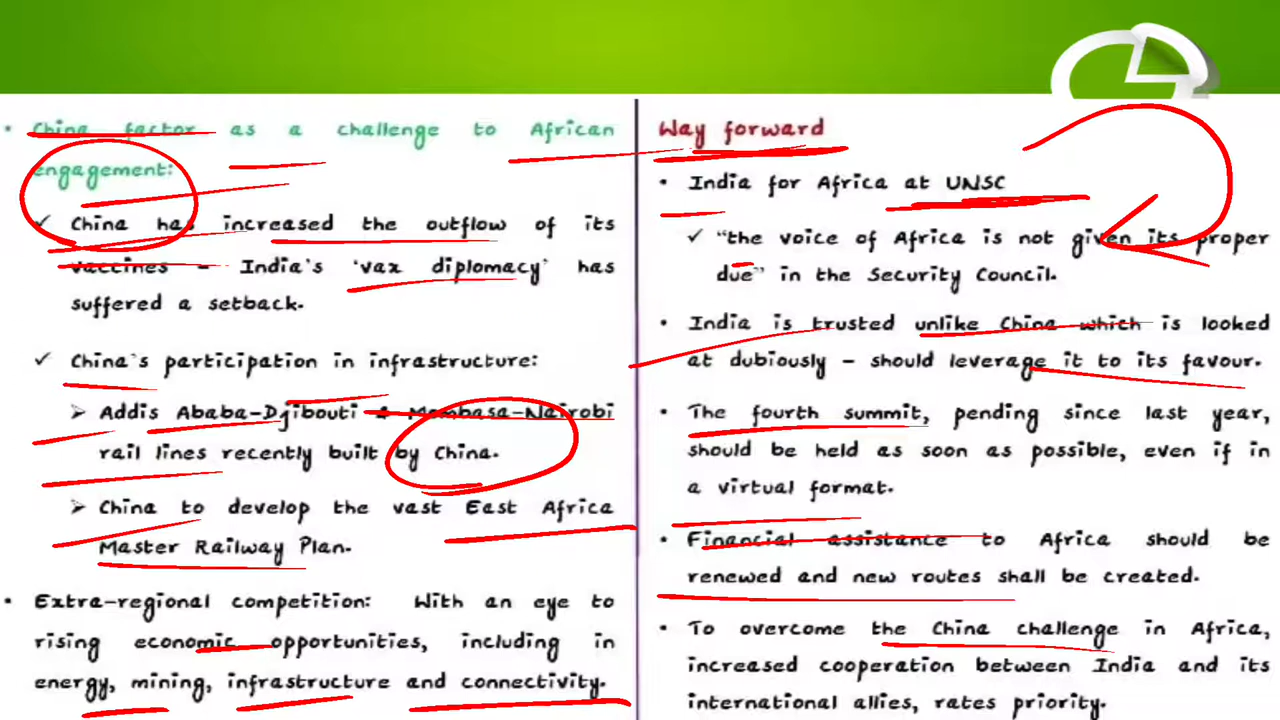 • China factor as a challenge to African
engagement:
✓ China has increased the outflow of its
vaccines – India's 'vax diplomacy' has
suffered a setback.
✓ China's participation in infrastructure:
➢ Addis Ababa-Djibouti & Mombasa-Nairobi
rail lines recently built by China.
➢ China to develop the vast East Africa
Master Railway Plan.
• Extra-regional competition: With an eye to
rising economic opportunities, including in
energy, mining, infrastructure and connectivity.
Way forward
• India for Africa at UNSC
✓ "the voice of Africa is not given its proper
due" in the Security Council.
• India is trusted unlike China which is looked
at dubiously – should leverage it to its favour.
• The fourth summit, pending since last year,
should be held as soon as possible, even if in
a virtual format.
• Financial assistance to Africa should be
renewed and new routes shall be created.
• To overcome the China challenge in Africa,
increased cooperation between India and its
international allies, rates priority.